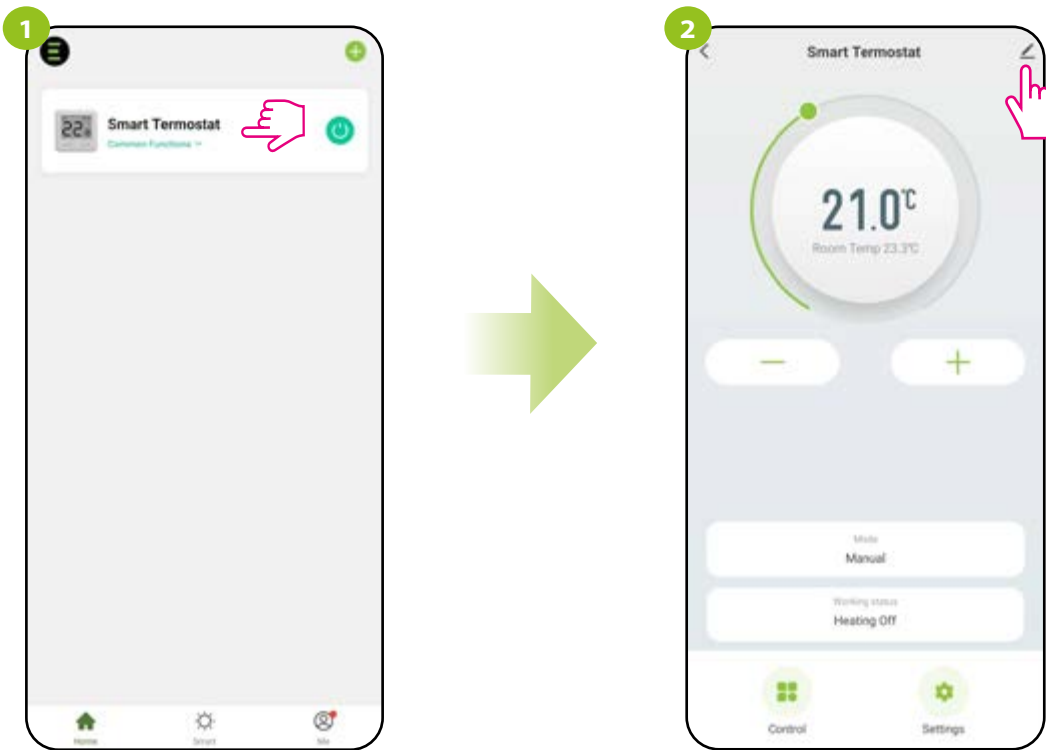 1
22
Smart Termostat
Common Functions
Home
Smart
Me
2
Smart Termostat
21.0℃
Room Temp 23.3℃
Mode
Manual
Working status
Heating Off
Control
Settings